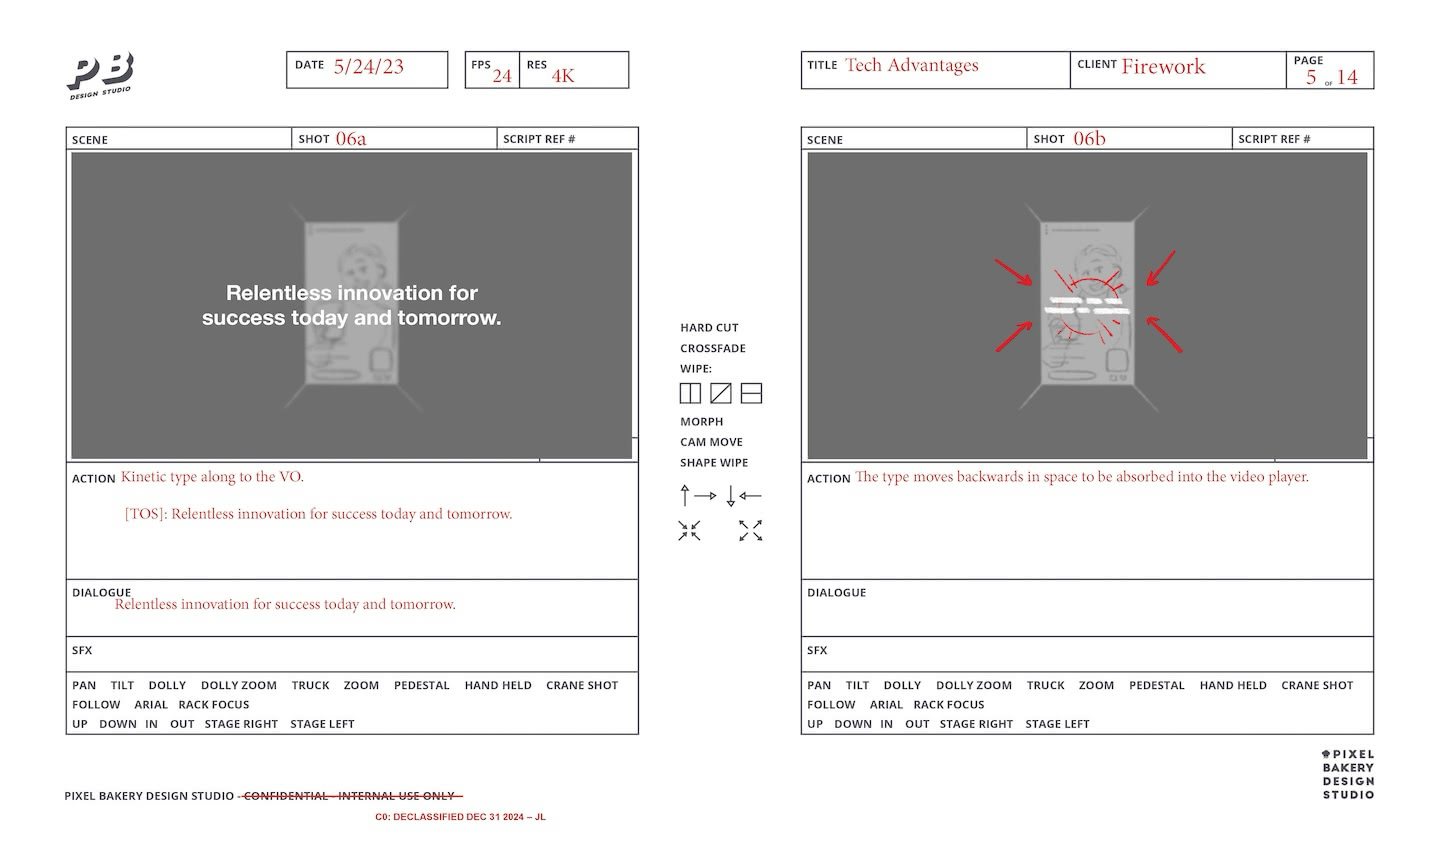 PB
DESIGN STUDIO
DATE 5/24/23
FPS 24
RES 4K
TITLE Tech Advantages
CLIENT Firework
PAGE 5 OF 14
SCENE
SHOT 06a
SCRIPT REF #
Relentless innovation for
success today and tomorrow.
ACTION Kinetic type along to the VO.
[TOS]: Relentless innovation for success today and tomorrow.
DIALOGUE
Relentless innovation for success today and tomorrow.
SFX
PAN TILT DOLLY DOLLY ZOOM TRUCK ZOOM PEDESTAL HAND HELD CRANE SHOT
FOLLOW ARIAL RACK FOCUS
UP DOWN IN OUT STAGE RIGHT STAGE LEFT
HARD CUT
CROSSFADE
WIPE:
MORPH
CAM MOVE
SHAPE WIPE
SCENE
SHOT 06b
SCRIPT REF #
ACTION The type moves backwards in space to be absorbed into the video player.
DIALOGUE
SFX
PAN TILT DOLLY DOLLY ZOOM TRUCK ZOOM PEDESTAL HAND HELD CRANE SHOT
FOLLOW ARIAL RACK FOCUS
UP DOWN IN OUT STAGE RIGHT STAGE LEFT
PIXEL
BAKERY
DESIGN
STUDIO
PIXEL BAKERY DESIGN STUDIO - CONFIDENTIAL - INTERNAL USE ONLY
C0: DECLASSIFIED DEC 31 2024 – JL